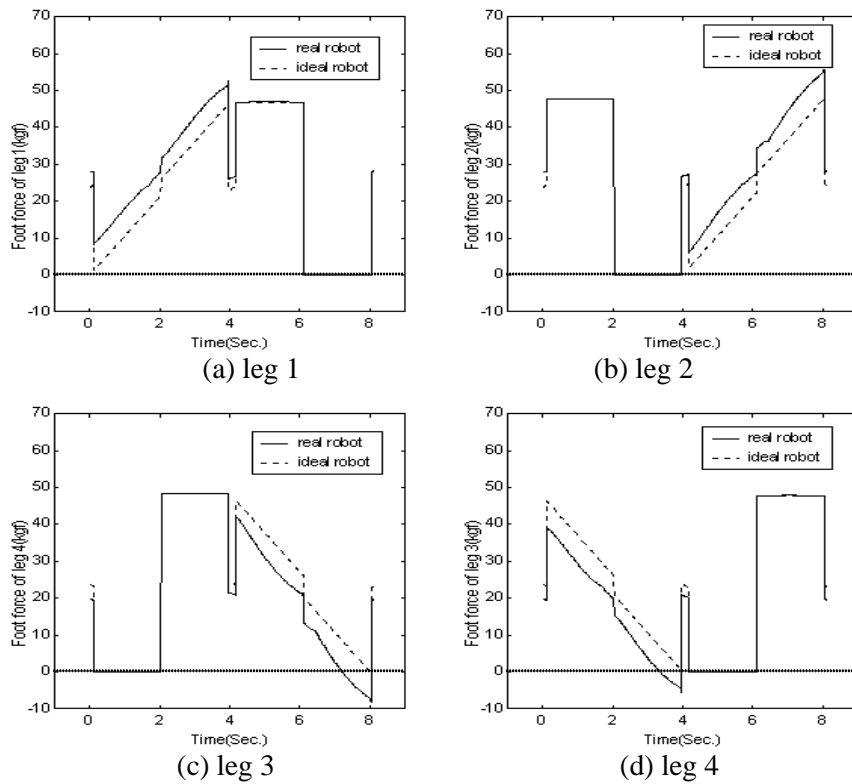 70
60
50
40
30
20
10
0
-10
Foot force of leg 1(kgf)
real robot
ideal robot
0 2 4 6 8
Time(Sec.)
(a) leg 1
70
60
50
40
30
20
10
0
-10
Foot force of leg 2(kgf)
real robot
ideal robot
0 2 4 6 8
Time(Sec.)
(b) leg 2
70
60
50
40
30
20
10
0
-10
Foot force of leg 4(kgf)
real robot
ideal robot
0 2 4 6 8
Time(Sec.)
(c) leg 3
70
60
50
40
30
20
10
0
-10
Foot force of leg 3(kgf)
real robot
ideal robot
0 2 4 6 8
Time(Sec.)
(d) leg 4